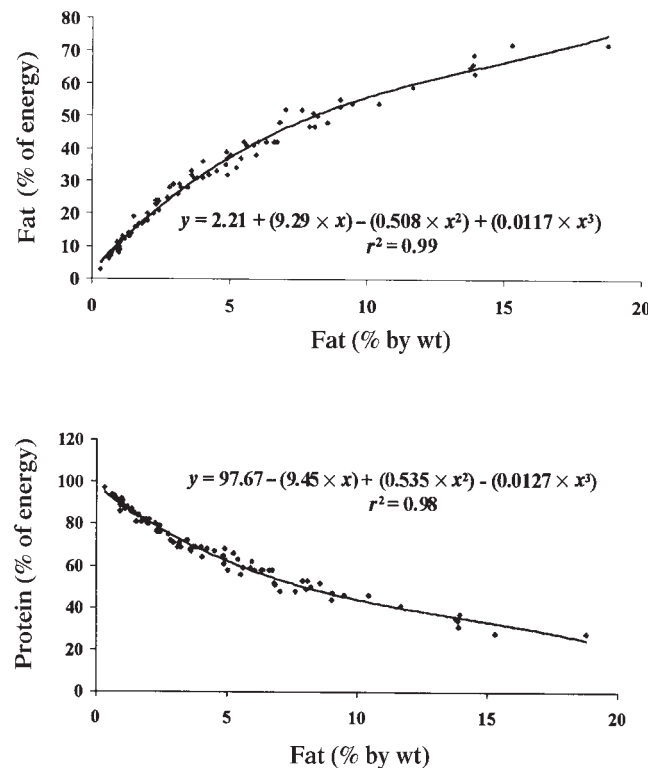 80
70
60
50
40
30
20
10
0
Fat (% of energy)
y = 2.21 + (9.29 × x) – (0.508 × x²) + (0.0117 × x³)
r² = 0.99
0 5 10 15 20
Fat (% by wt)
120
100
80
60
40
20
0
Protein (% of energy)
y = 97.67 – (9.45 × x) + (0.535 × x²) - (0.0127 × x³)
r² = 0.98
0 5 10 15 20
Fat (% by wt)